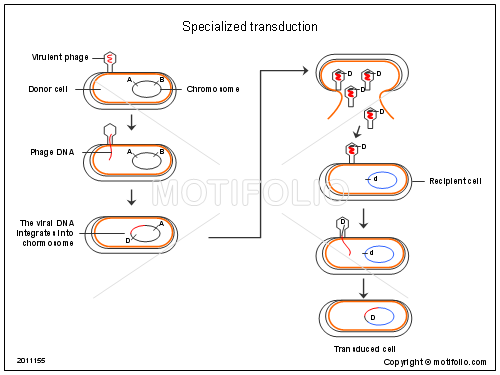 Specialized transduction
Virulent phage
A B
Donor cell
Chromosome
Phage DNA
A B
The viral DNA
integrates into
chormosome
A
D
D D
D
D
D
d
Recipient cell
D
d
D
Transduced cell
MOTIFOLIO
2011155
Copyright © motifolio.com